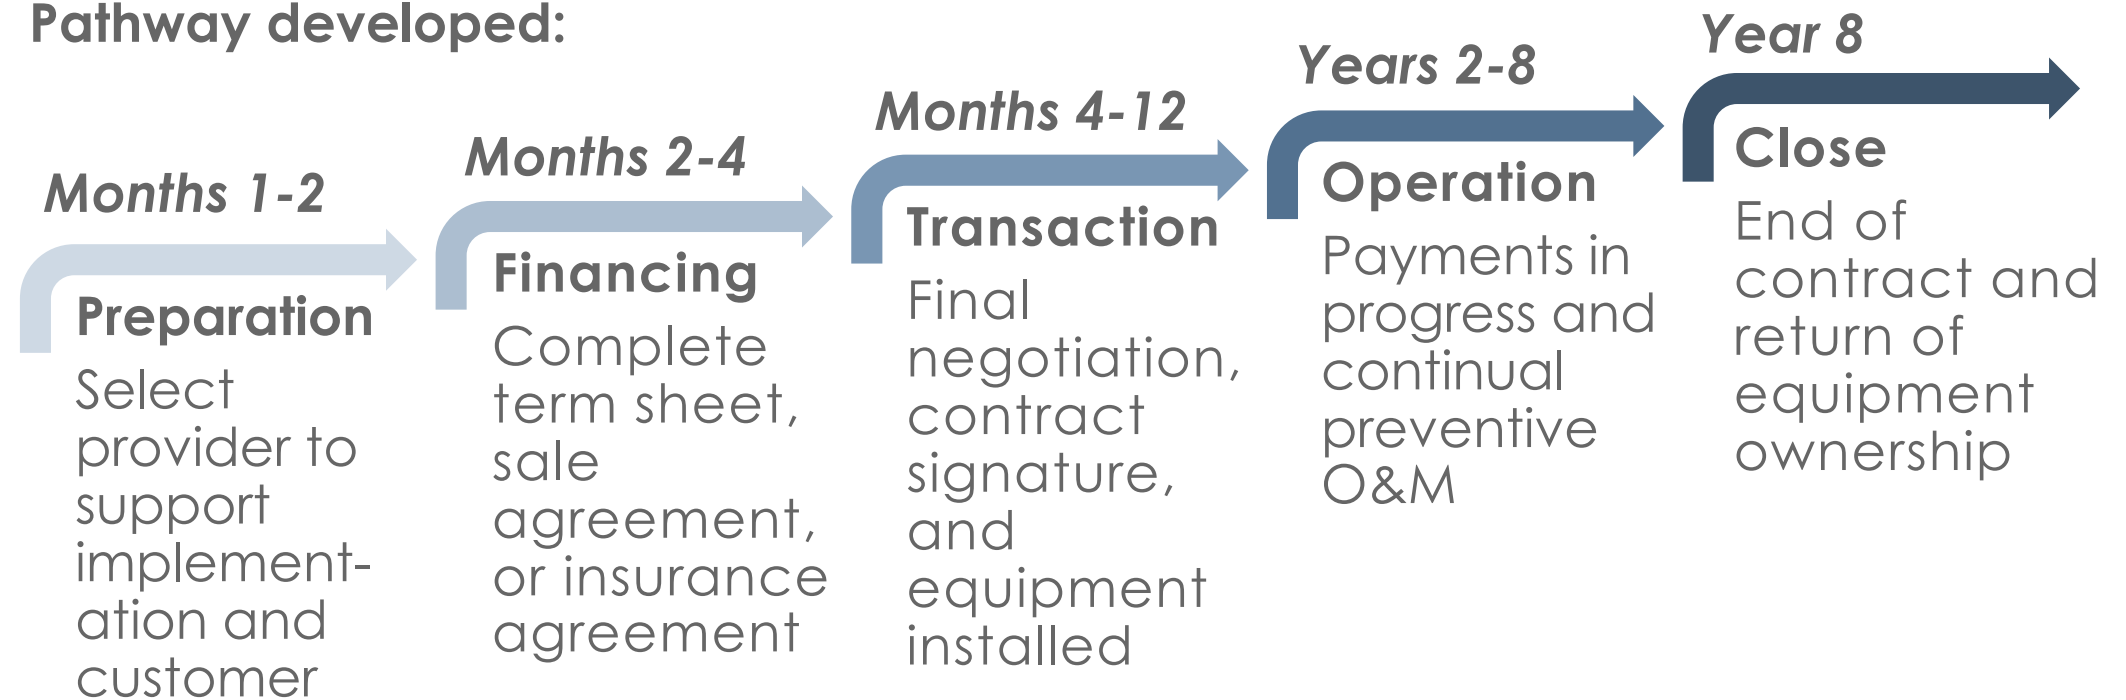 Pathway developed:
Months 1-2
Preparation
Select
provider to
support
implement-
ation and
customer
Months 2-4
Financing
Complete
term sheet,
sale
agreement,
or insurance
agreement
Months 4-12
Transaction
Final
negotiation,
contract
signature,
and
equipment
installed
Years 2-8
Operation
Payments in
progress and
continual
preventive
O&M
Year 8
Close
End of
contract and
return of
equipment
ownership